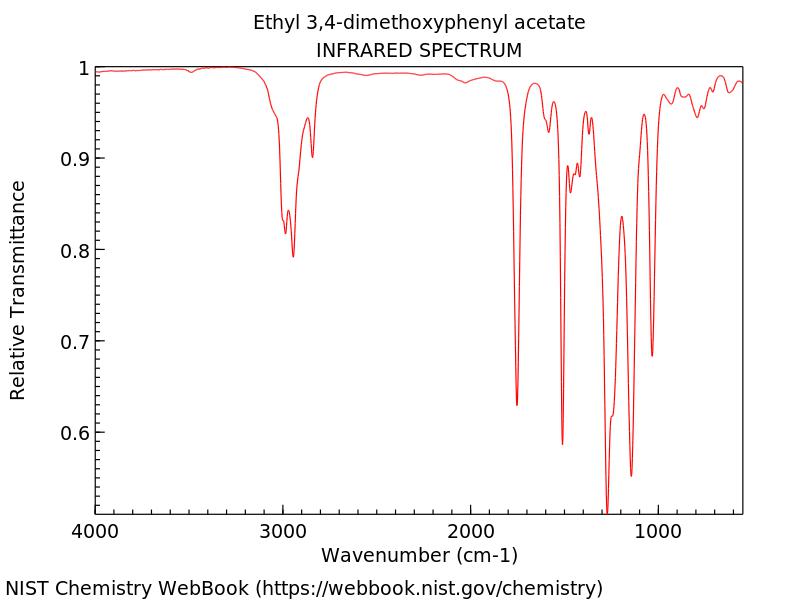 Ethyl 3,4-dimethoxyphenyl acetate
INFRARED SPECTRUM
1
0.9
0.8
0.7
0.6
Relative Transmittance
4000 3000 2000 1000
Wavenumber (cm-1)
NIST Chemistry WebBook (https://webbook.nist.gov/chemistry)